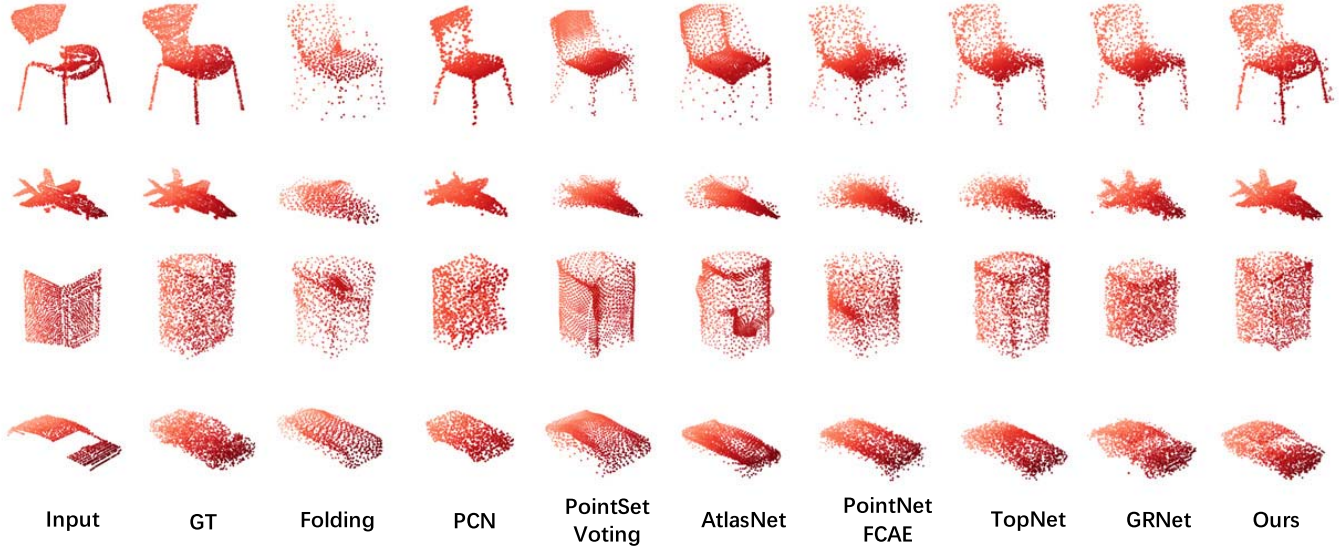 Input
GT
Folding
PCN
PointSet
Voting
AtlasNet
PointNet
FCAE
TopNet
GRNet
Ours